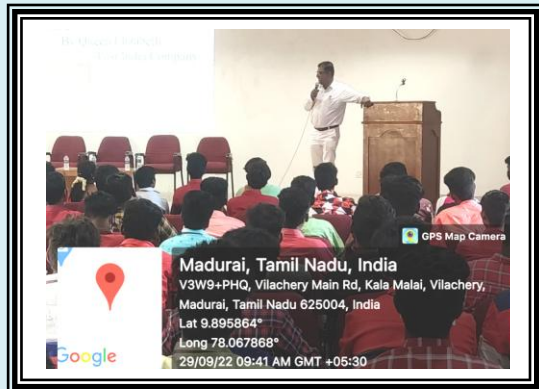 GPS Map Camera
Madurai, Tamil Nadu, India
V3W9+PHQ, Vilachery Main Rd, Kala Malai, Vilachery,
Madurai, Tamil Nadu 625004, India
Lat 9.895864°
Long 78.067868°
29/09/22 09:41 AM GMT +05:30
Google